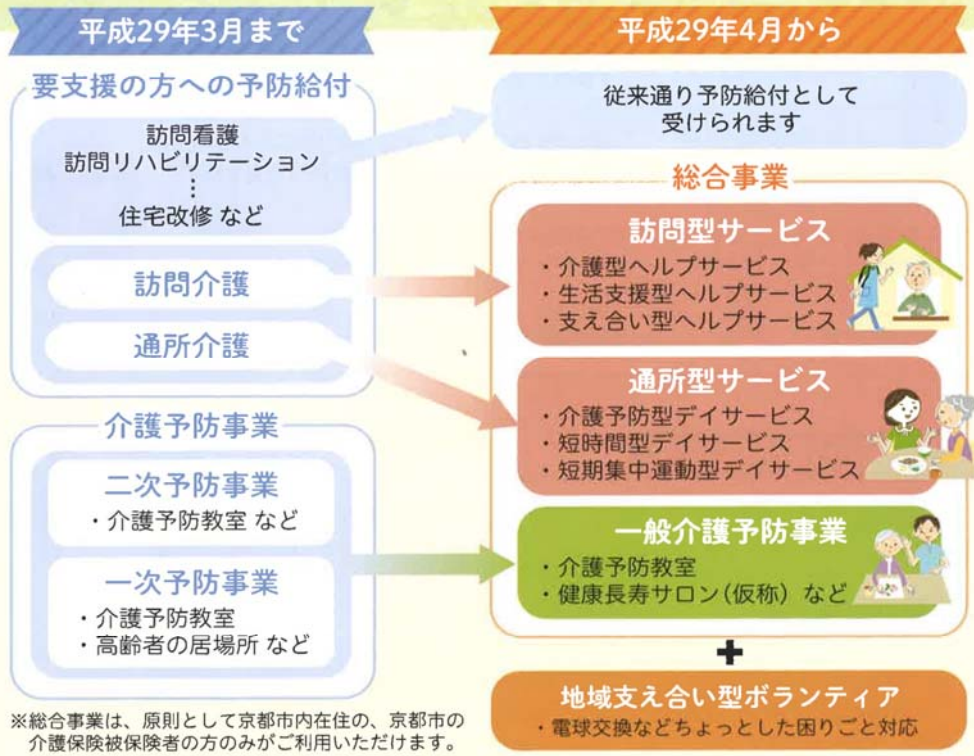 平成29年3月まで
要支援の方への予防給付
訪問看護
訪問リハビリテーション
⋮
住宅改修 など
訪問介護
通所介護
介護予防事業
二次予防事業
・介護予防教室 など
一次予防事業
・介護予防教室
・高齢者の居場所 など
※総合事業は、原則として京都市内在住の、京都市の
介護保険被保険者の方のみがご利用いただけます。
平成29年4月から
従来通り予防給付として
受けられます
総合事業
訪問型サービス
・介護型ヘルプサービス
・生活支援型ヘルプサービス
・支え合い型ヘルプサービス
通所型サービス
・介護予防型デイサービス
・短時間型デイサービス
・短期集中運動型デイサービス
一般介護予防事業
・介護予防教室
・健康長寿サロン(仮称) など
+
地域支え合い型ボランティア
・電球交換などちょっとした困りごと対応